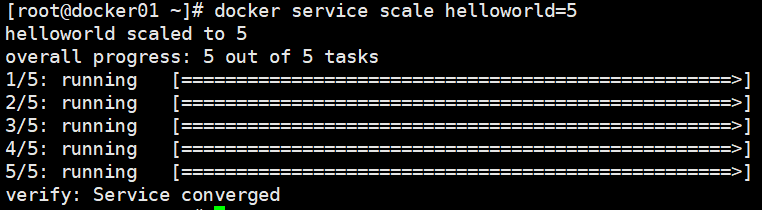 [root@docker01 ~]# docker service scale helloworld=5
helloworld scaled to 5
overall progress: 5 out of 5 tasks
1/5: running   [==================================================>]
2/5: running   [==================================================>]
3/5: running   [==================================================>]
4/5: running   [==================================================>]
5/5: running   [==================================================>]
verify: Service converged